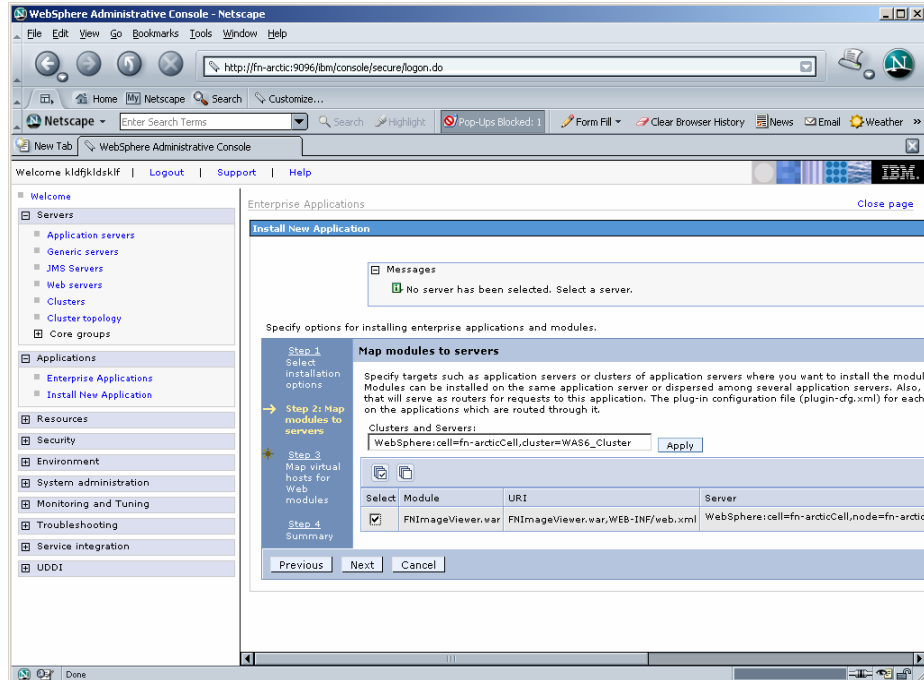 WebSphere Administrative Console - Netscape
File Edit View Go Bookmarks Tools Window Help
http://fn-arctic:9096/ibm/console/secure/logon.do
N
Home My Netscape Search Customize...
Netscape Enter Search Terms Search Highlight Pop-Ups Blocked: 1 Form Fill Clear Browser History News Email Weather »
New Tab WebSphere Administrative Console
Welcome kldfjkldsklf | Logout | Support | Help IBM.
Welcome
Servers
Application servers
Generic servers
JMS Servers
Web servers
Clusters
Cluster topology
Core groups
Applications
Enterprise Applications
Install New Application
Resources
Security
Environment
System administration
Monitoring and Tuning
Troubleshooting
Service integration
UDDI
Enterprise Applications Close page
Install New Application
Messages
No server has been selected. Select a server.
Specify options for installing enterprise applications and modules.
Step 1
Select
installation
options
Step 2: Map
modules to
servers
Step 3
Map virtual
hosts for
Web
modules
Step 4
Summary
Map modules to servers
Specify targets such as application servers or clusters of application servers where you want to install the modul
Modules can be installed on the same application server or dispersed among several application servers. Also,
that will serve as routers for requests to this application. The plug-in configuration file (plugin-cfg.xml) for each
on the applications which are routed through it.
Clusters and Servers:
WebSphere:cell=fn-arcticCell,cluster=WAS6_Cluster Apply
Select Module URI Server
FNImageViewer.war FNImageViewer.war,WEB-INF/web.xml WebSphere:cell=fn-arcticCell,node=fn-arctic
Previous Next Cancel
Done